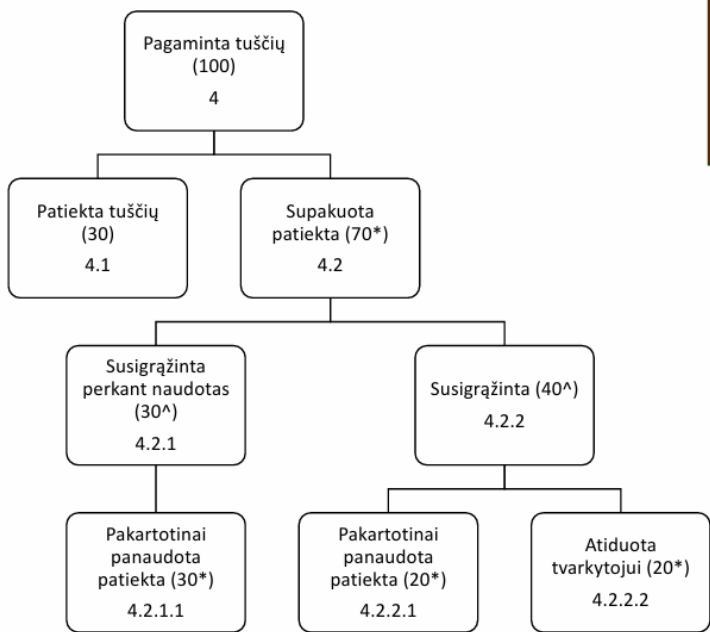 Pagaminta tuščių
(100)
4
Patiekta tuščių
(30)
4.1
Supakuota
patiekta (70*)
4.2
Susigrąžinta
perkant naudotas
(30^)
4.2.1
Susigrąžinta (40^)
4.2.2
Pakartotinai
panaudota
patiekta (30*)
4.2.1.1
Pakartotinai
panaudota
patiekta (20*)
4.2.2.1
Atiduota
tvarkytojui (20*)
4.2.2.2